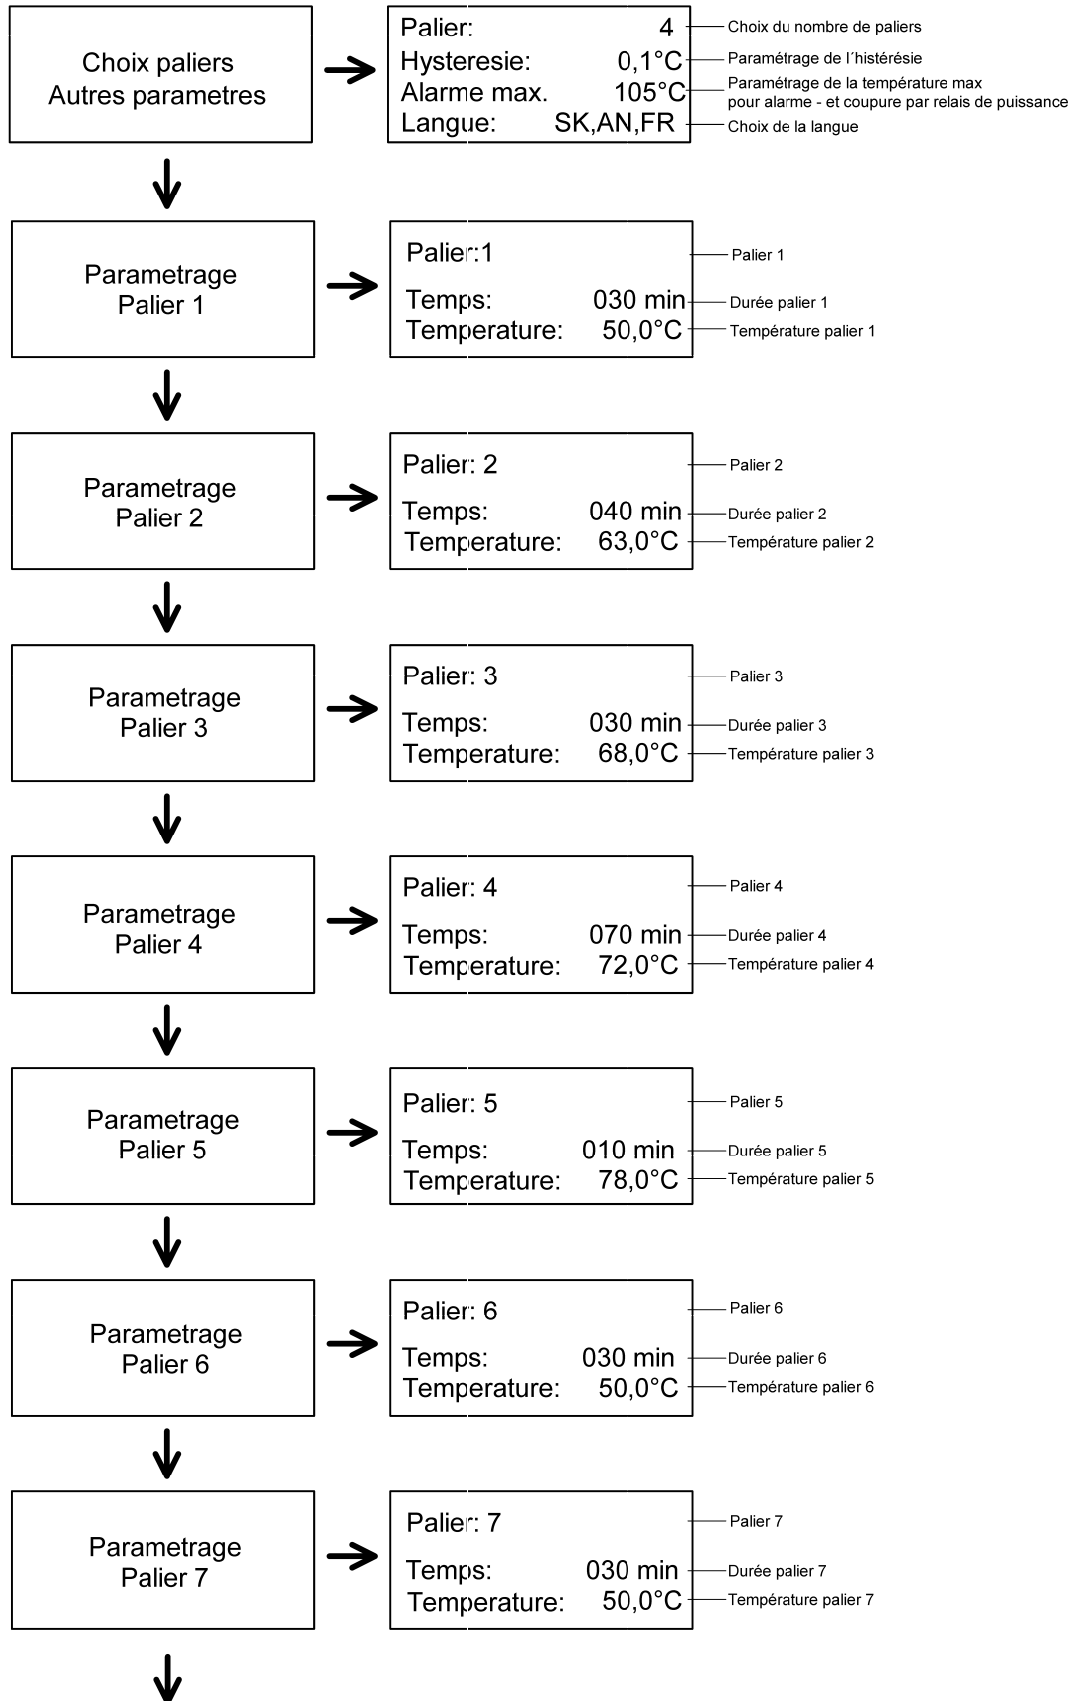 Choix paliers
Autres parametres
Palier: 4
Hysteresie: 0,1°C
Alarme max. 105°C
Langue: SK,AN,FR
Choix du nombre de paliers
Paramétrage de l´histérésie
Paramétrage de la température max
pour alarme - et coupure par relais de puissance
Choix de la langue
Parametrage
Palier 1
Palier:1
Temps: 030 min
Temperature: 50,0°C
Palier 1
Durée palier 1
Température palier 1
Parametrage
Palier 2
Palier: 2
Temps: 040 min
Temperature: 63,0°C
Palier 2
Durée palier 2
Température palier 2
Parametrage
Palier 3
Palier: 3
Temps: 030 min
Temperature: 68,0°C
Palier 3
Durée palier 3
Température palier 3
Parametrage
Palier 4
Palier: 4
Temps: 070 min
Temperature: 72,0°C
Palier 4
Durée palier 4
Température palier 4
Parametrage
Palier 5
Palier: 5
Temps: 010 min
Temperature: 78,0°C
Palier 5
Durée palier 5
Température palier 5
Parametrage
Palier 6
Palier: 6
Temps: 030 min
Temperature: 50,0°C
Palier 6
Durée palier 6
Température palier 6
Parametrage
Palier 7
Palier: 7
Temps: 030 min
Temperature: 50,0°C
Palier 7
Durée palier 7
Température palier 7